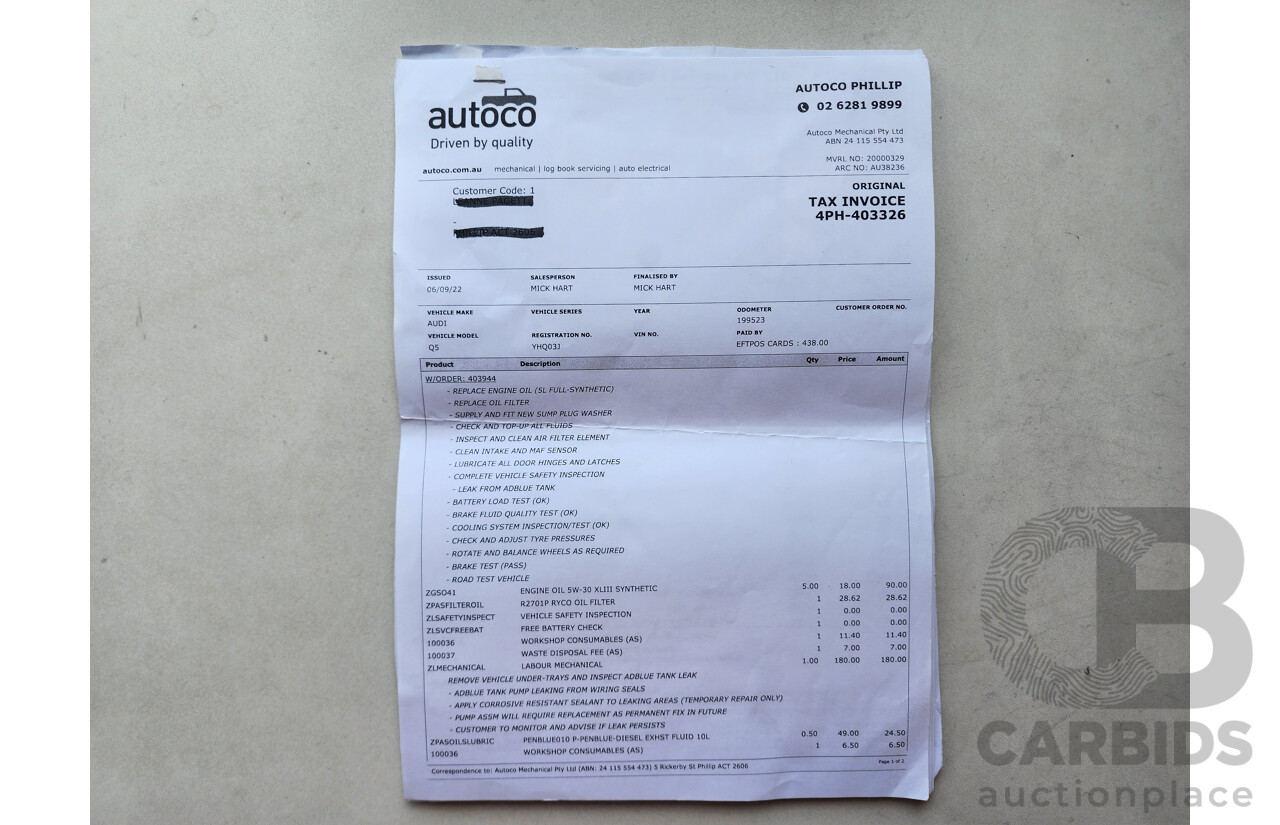 autoco
Driven by quality
AUTOCO PHILLIP
02 6281 9899
Autoco Mechanical Pty Ltd
ABN 24 115 554 473
MVRL NO: 20000329
ARC NO: AU38236
autoco.com.au mechanical | log book servicing | auto electrical
ORIGINAL
TAX INVOICE
4PH-403326
Customer Code: 1
-
ISSUED SALESPERSON FINALISED BY
06/09/22 MICK HART MICK HART
VEHICLE MAKE VEHICLE SERIES YEAR ODOMETER CUSTOMER ORDER NO.
AUDI 199523
VEHICLE MODEL REGISTRATION NO. VIN NO. PAID BY
Q5 YHQ03J EFTPOS CARDS : 438.00
Product Description Qty Price Amount
W/ORDER: 403944
- REPLACE ENGINE OIL (5L FULL-SYNTHETIC)
- REPLACE OIL FILTER
- SUPPLY AND FIT NEW SUMP PLUG WASHER
- CHECK AND TOP-UP ALL FLUIDS
- INSPECT AND CLEAN AIR FILTER ELEMENT
- CLEAN INTAKE AND MAF SENSOR
- LUBRICATE ALL DOOR HINGES AND LATCHES
- COMPLETE VEHICLE SAFETY INSPECTION
- LEAK FROM ADBLUE TANK
- BATTERY LOAD TEST (OK)
- BRAKE FLUID QUALITY TEST (OK)
- COOLING SYSTEM INSPECTION/TEST (OK)
- CHECK AND ADJUST TYRE PRESSURES
- ROTATE AND BALANCE WHEELS AS REQUIRED
- BRAKE TEST (PASS)
- ROAD TEST VEHICLE
ZGSO41 ENGINE OIL 5W-30 XLIII SYNTHETIC 5.00 18.00 90.00
ZPASFILTEROIL R2701P RYCO OIL FILTER 1 28.62 28.62
ZLSAFETYINSPECT VEHICLE SAFETY INSPECTION 1 0.00 0.00
ZLSVCFREEBAT FREE BATTERY CHECK 1 0.00 0.00
100036 WORKSHOP CONSUMABLES (AS) 1 11.40 11.40
100037 WASTE DISPOSAL FEE (AS) 1 7.00 7.00
ZLMECHANICAL LABOUR MECHANICAL 1.00 180.00 180.00
REMOVE VEHICLE UNDER-TRAYS AND INSPECT ADBLUE TANK LEAK
- ADBLUE TANK PUMP LEAKING FROM WIRING SEALS
- APPLY CORROSIVE RESISTANT SEALANT TO LEAKING AREAS (TEMPORARY REPAIR ONLY)
- PUMP ASSM WILL REQUIRE REPLACEMENT AS PERMANENT FIX IN FUTURE
- CUSTOMER TO MONITOR AND ADVISE IF LEAK PERSISTS
ZPASOILSLUBRIC PENBLUE010 P-PENBLUE-DIESEL EXHST FLUID 10L 0.50 49.00 24.50
100036 WORKSHOP CONSUMABLES (AS) 1 6.50 6.50
Correspondence to: Autoco Mechanical Pty Ltd (ABN: 24 115 554 473) 5 Rickerby St Phillip ACT 2606 Page 1 of 2
CB
CARBIDS
auctionplace